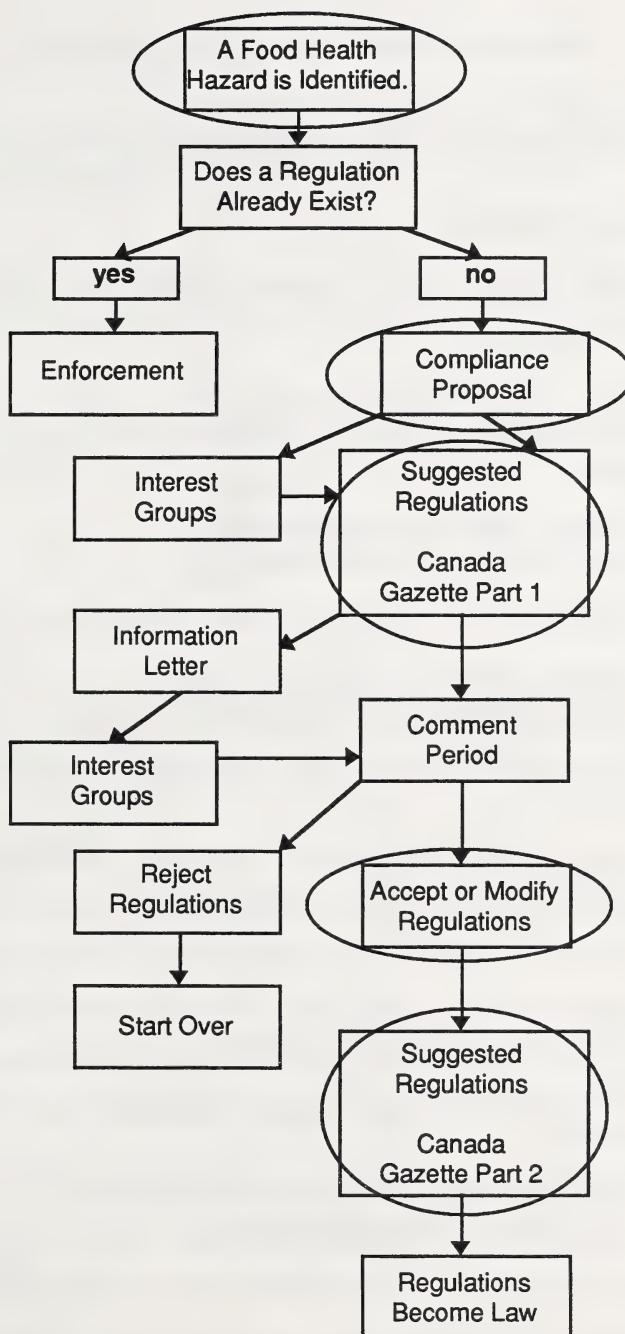 A Food Health
Hazard is Identified.
Does a Regulation
Already Exist?
yes
no
Enforcement
Compliance
Proposal
Interest
Groups
Suggested
Regulations
Canada
Gazette Part 1
Information
Letter
Interest
Groups
Comment
Period
Reject
Regulations
Accept or Modify
Regulations
Start Over
Suggested
Regulations
Canada
Gazette Part 2
Regulations
Become Law